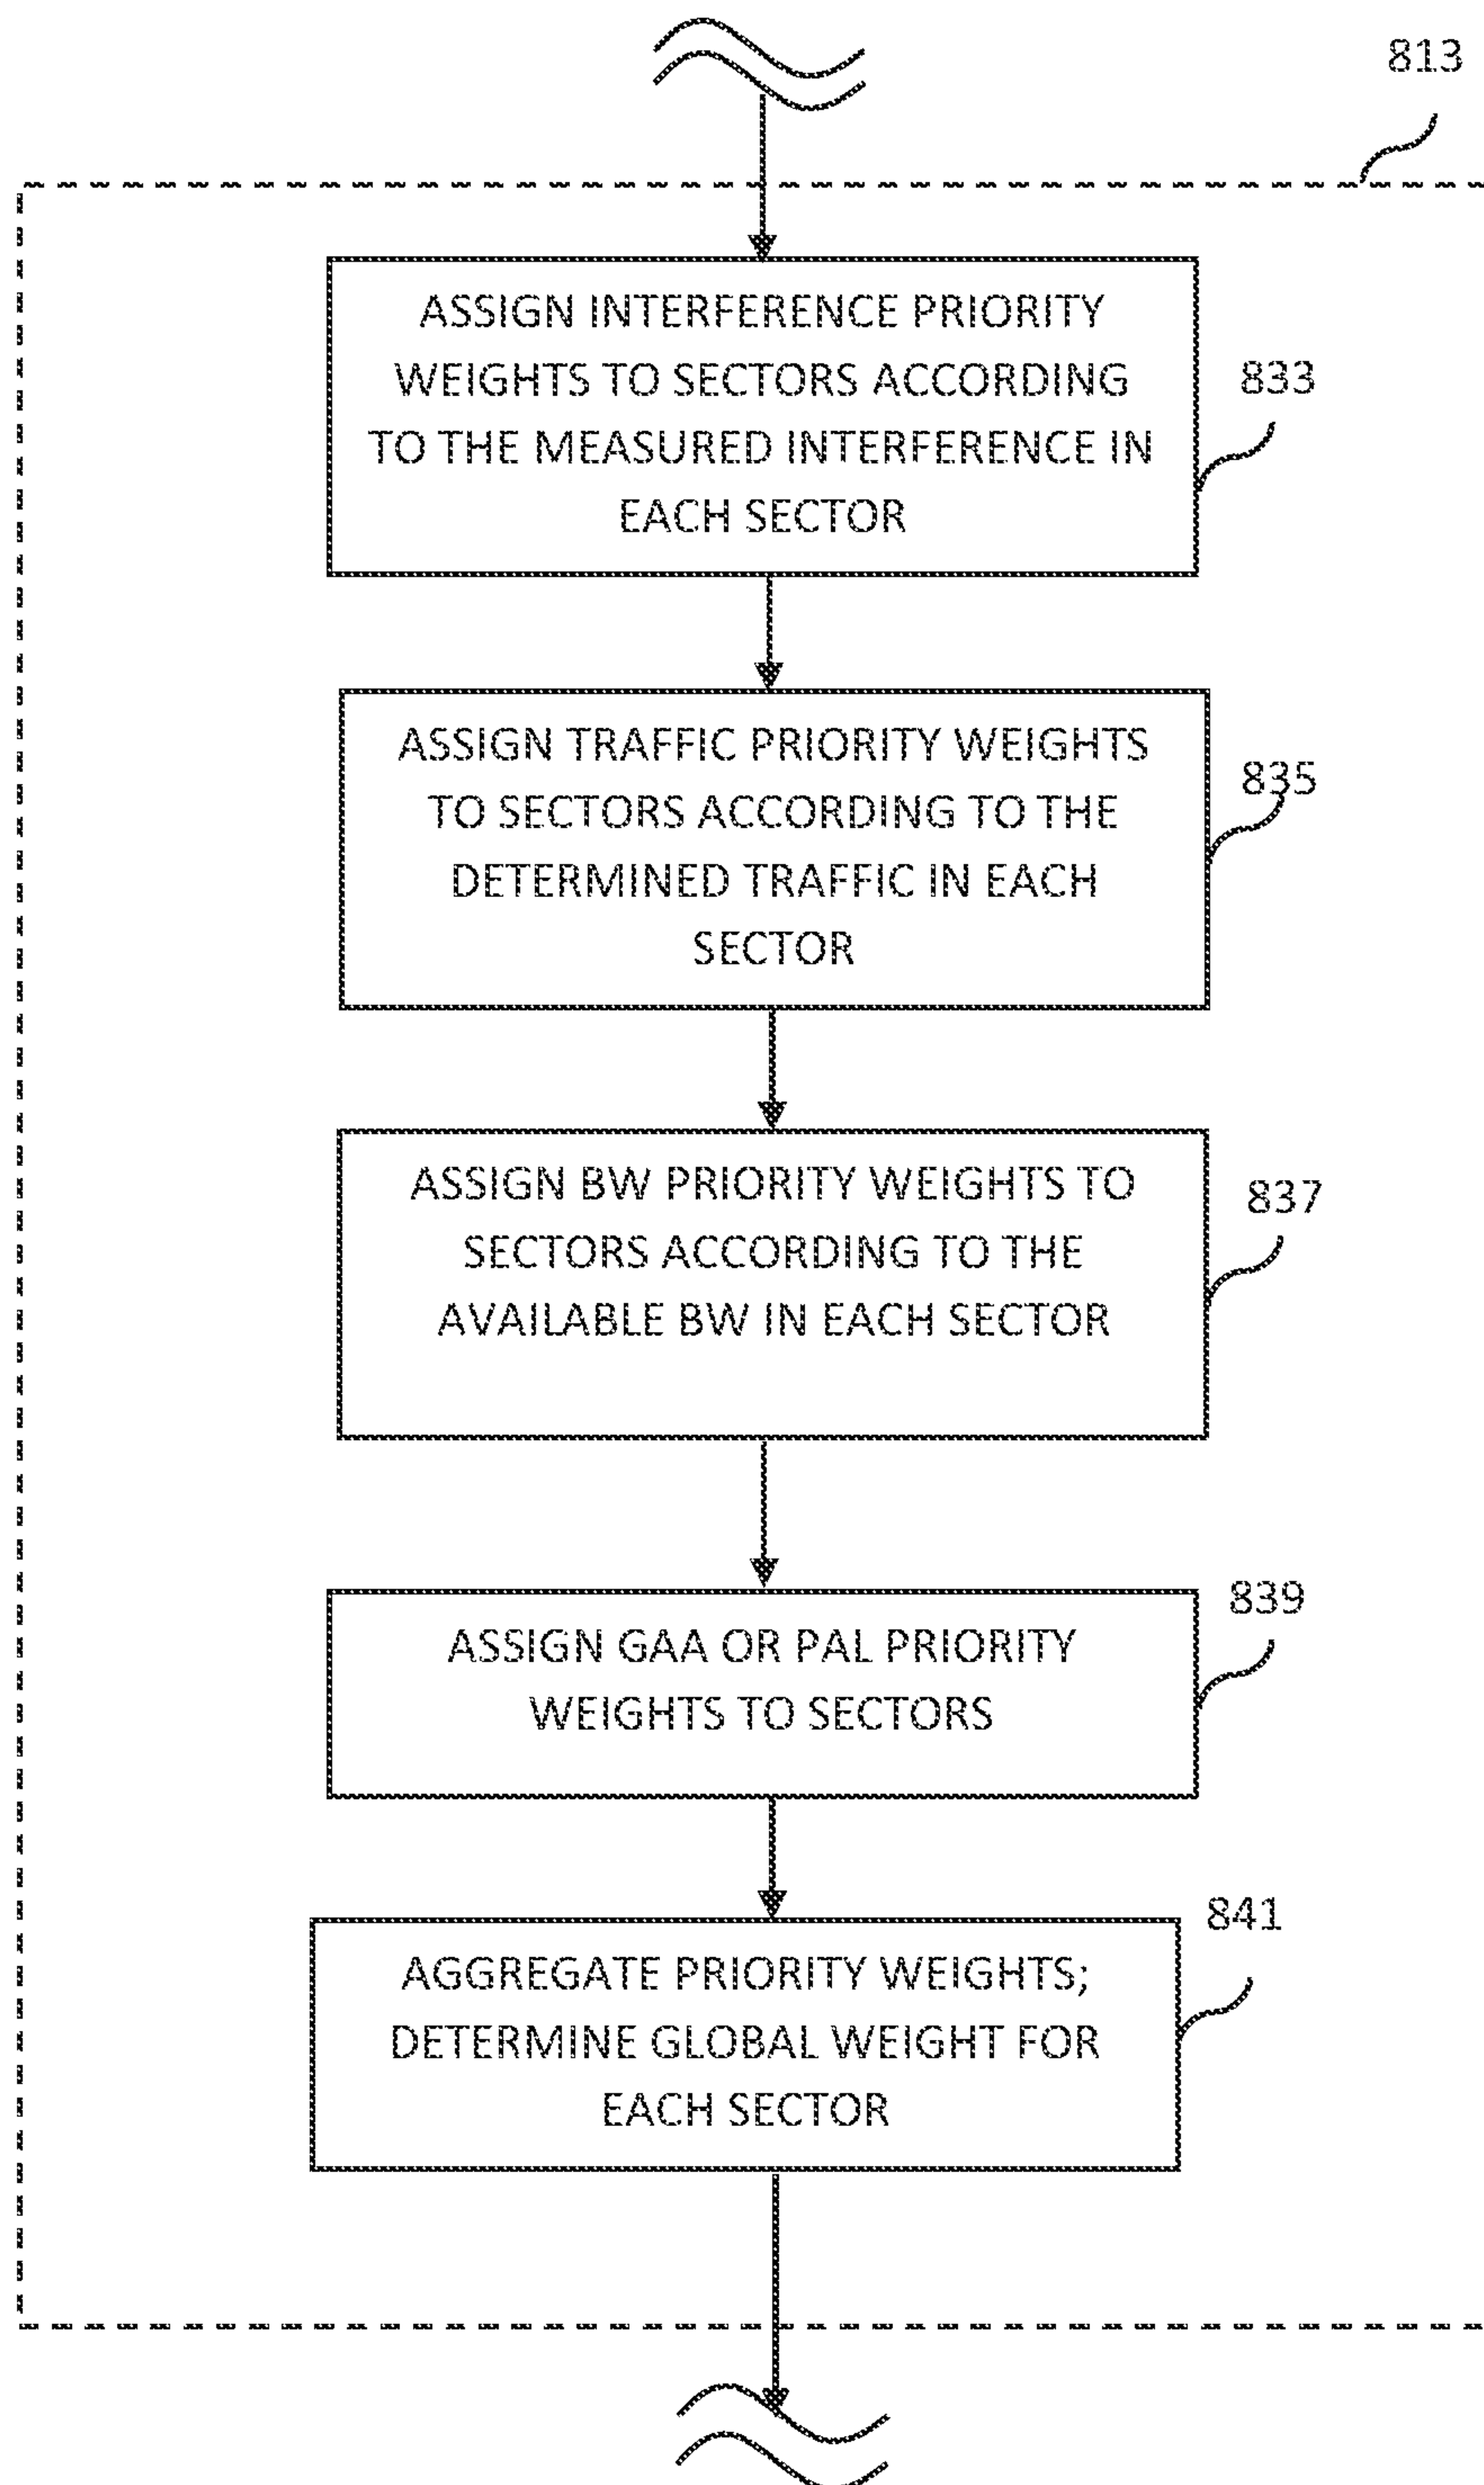 813
ASSIGN INTERFERENCE PRIORITY
WEIGHTS TO SECTORS ACCORDING
TO THE MEASURED INTERFERENCE IN
EACH SECTOR
833
ASSIGN TRAFFIC PRIORITY WEIGHTS
TO SECTORS ACCORDING TO THE
DETERMINED TRAFFIC IN EACH
SECTOR
835
ASSIGN BW PRIORITY WEIGHTS TO
SECTORS ACCORDING TO THE
AVAILABLE BW IN EACH SECTOR
837
ASSIGN GAA OR PAL PRIORITY
WEIGHTS TO SECTORS
839
AGGREGATE PRIORITY WEIGHTS;
DETERMINE GLOBAL WEIGHT FOR
EACH SECTOR
841